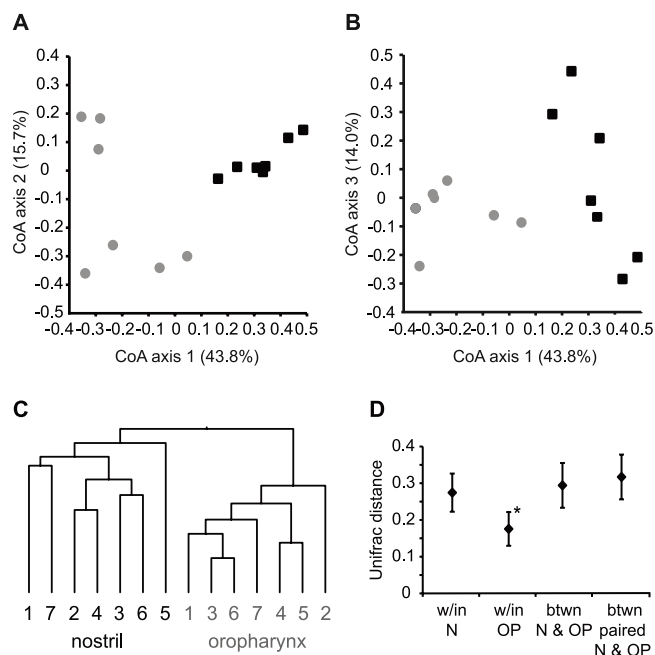 A
0.4
0.3
0.2
0.1
0
-0.1
-0.2
-0.3
-0.4
-0.5
CoA axis 2 (15.7%)
-0.4 -0.3 -0.2 -0.1 0 0.1 0.2 0.3 0.4 0.5
CoA axis 1 (43.8%)
B
0.5
0.4
0.3
0.2
0.1
0
-0.1
-0.2
-0.3
-0.4
CoA axis 3 (14.0%)
-0.4 -0.3 -0.2 -0.1 0 0.1 0.2 0.3 0.4 0.5
CoA axis 1 (43.8%)
C
1 7 2 4 3 6 5 1 3 6 7 4 5 2
nostril oropharynx
D
0.4
0.3
0.2
0.1
0
Unifrac distance
*
w/in
N
w/in
OP
btwn
N & OP
btwn
paired
N & OP